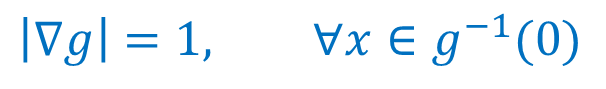 |∇g| = 1, ∀x ∈ g⁻¹(0)